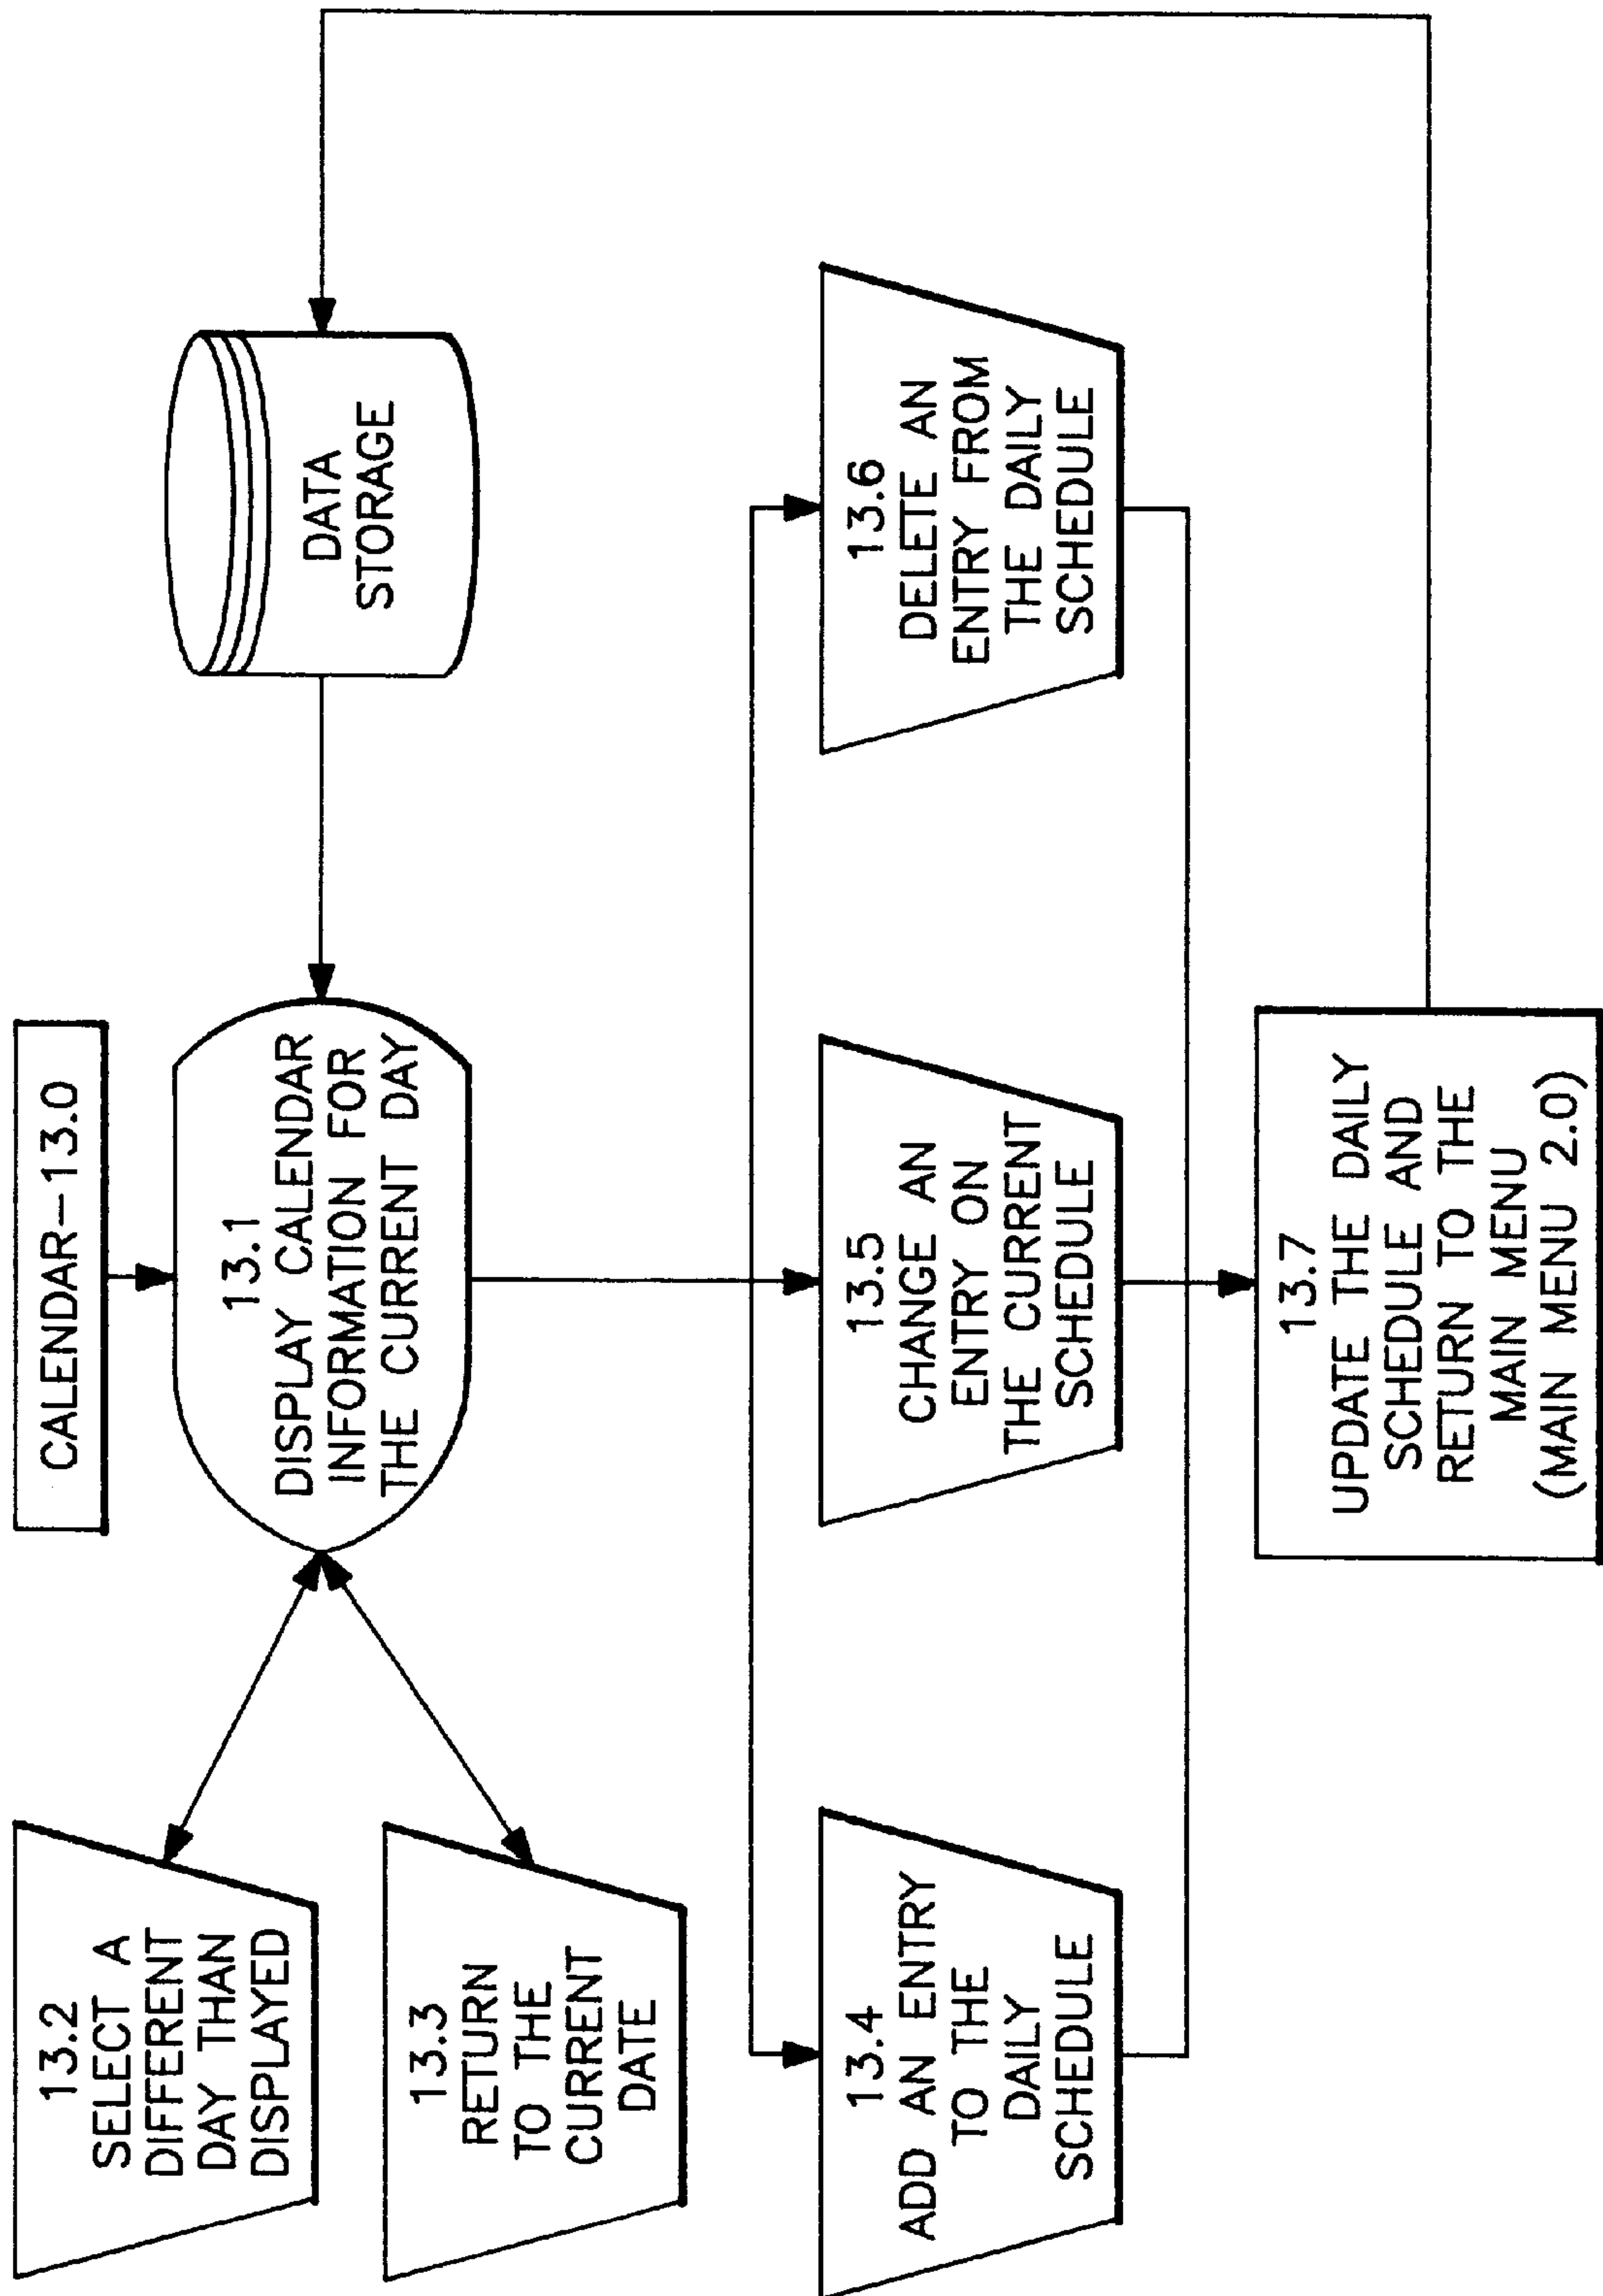 CALENDAR-13.0
13.2
SELECT A
DIFFERENT
DAY THAN
DISPLAYED
13.1
DISPLAY CALENDAR
INFORMATION FOR
THE CURRENT DAY
DATA
STORAGE
13.3
RETURN
TO THE
CURRENT
DATE
13.4
ADD AN ENTRY
TO THE
DAILY
SCHEDULE
13.5
CHANGE AN
ENTRY ON
THE CURRENT
SCHEDULE
13.6
DELETE AN
ENTRY FROM
THE DAILY
SCHEDULE
13.7
UPDATE THE DAILY
SCHEDULE AND
RETURN TO THE
MAIN MENU
(MAIN MENU 2.0)